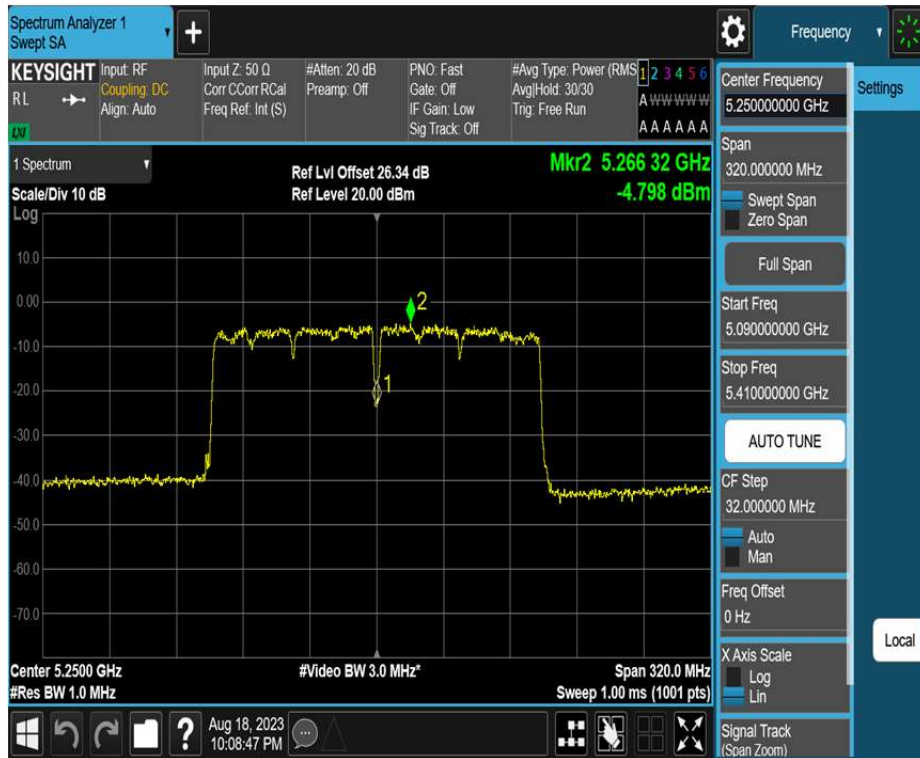 Spectrum Analyzer 1
Swept SA
+
Frequency
KEYSIGHT
R L
LXI
Input: RF
Coupling: DC
Align: Auto
Input Z: 50 Ω
Corr CCorr RCal
Freq Ref: Int (S)
#Atten: 20 dB
Preamp: Off
PNO: Fast
Gate: Off
IF Gain: Low
Sig Track: Off
#Avg Type: Power (RMS
Avg|Hold: 30/30
Trig: Free Run
1 2 3 4 5 6
A W W W W W
A A A A A A
Center Frequency
5.250000000 GHz
Settings
Span
320.000000 MHz
Swept Span
Zero Span
Full Span
Start Freq
5.090000000 GHz
Stop Freq
5.410000000 GHz
AUTO TUNE
CF Step
32.000000 MHz
Auto
Man
Freq Offset
0 Hz
X Axis Scale
Log
Lin
Signal Track
(Span Zoom)
Local
1 Spectrum
Scale/Div 10 dB
Log
Ref Lvl Offset 26.34 dB
Ref Level 20.00 dBm
Mkr2 5.266 32 GHz
-4.798 dBm
10.0
0.00
-10.0
-20.0
-30.0
-40.0
-50.0
-60.0
-70.0
2
1
Center 5.2500 GHz
#Res BW 1.0 MHz
#Video BW 3.0 MHz*
Span 320.0 MHz
Sweep 1.00 ms (1001 pts)
?
Aug 18, 2023
10:08:47 PM